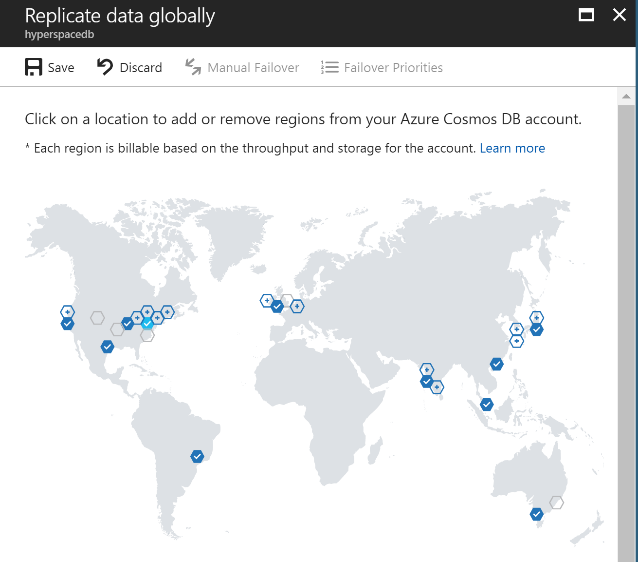 Replicate data globally
hyperspacedb
Save Discard Manual Failover Failover Priorities
Click on a location to add or remove regions from your Azure Cosmos DB account.
* Each region is billable based on the throughput and storage for the account. Learn more